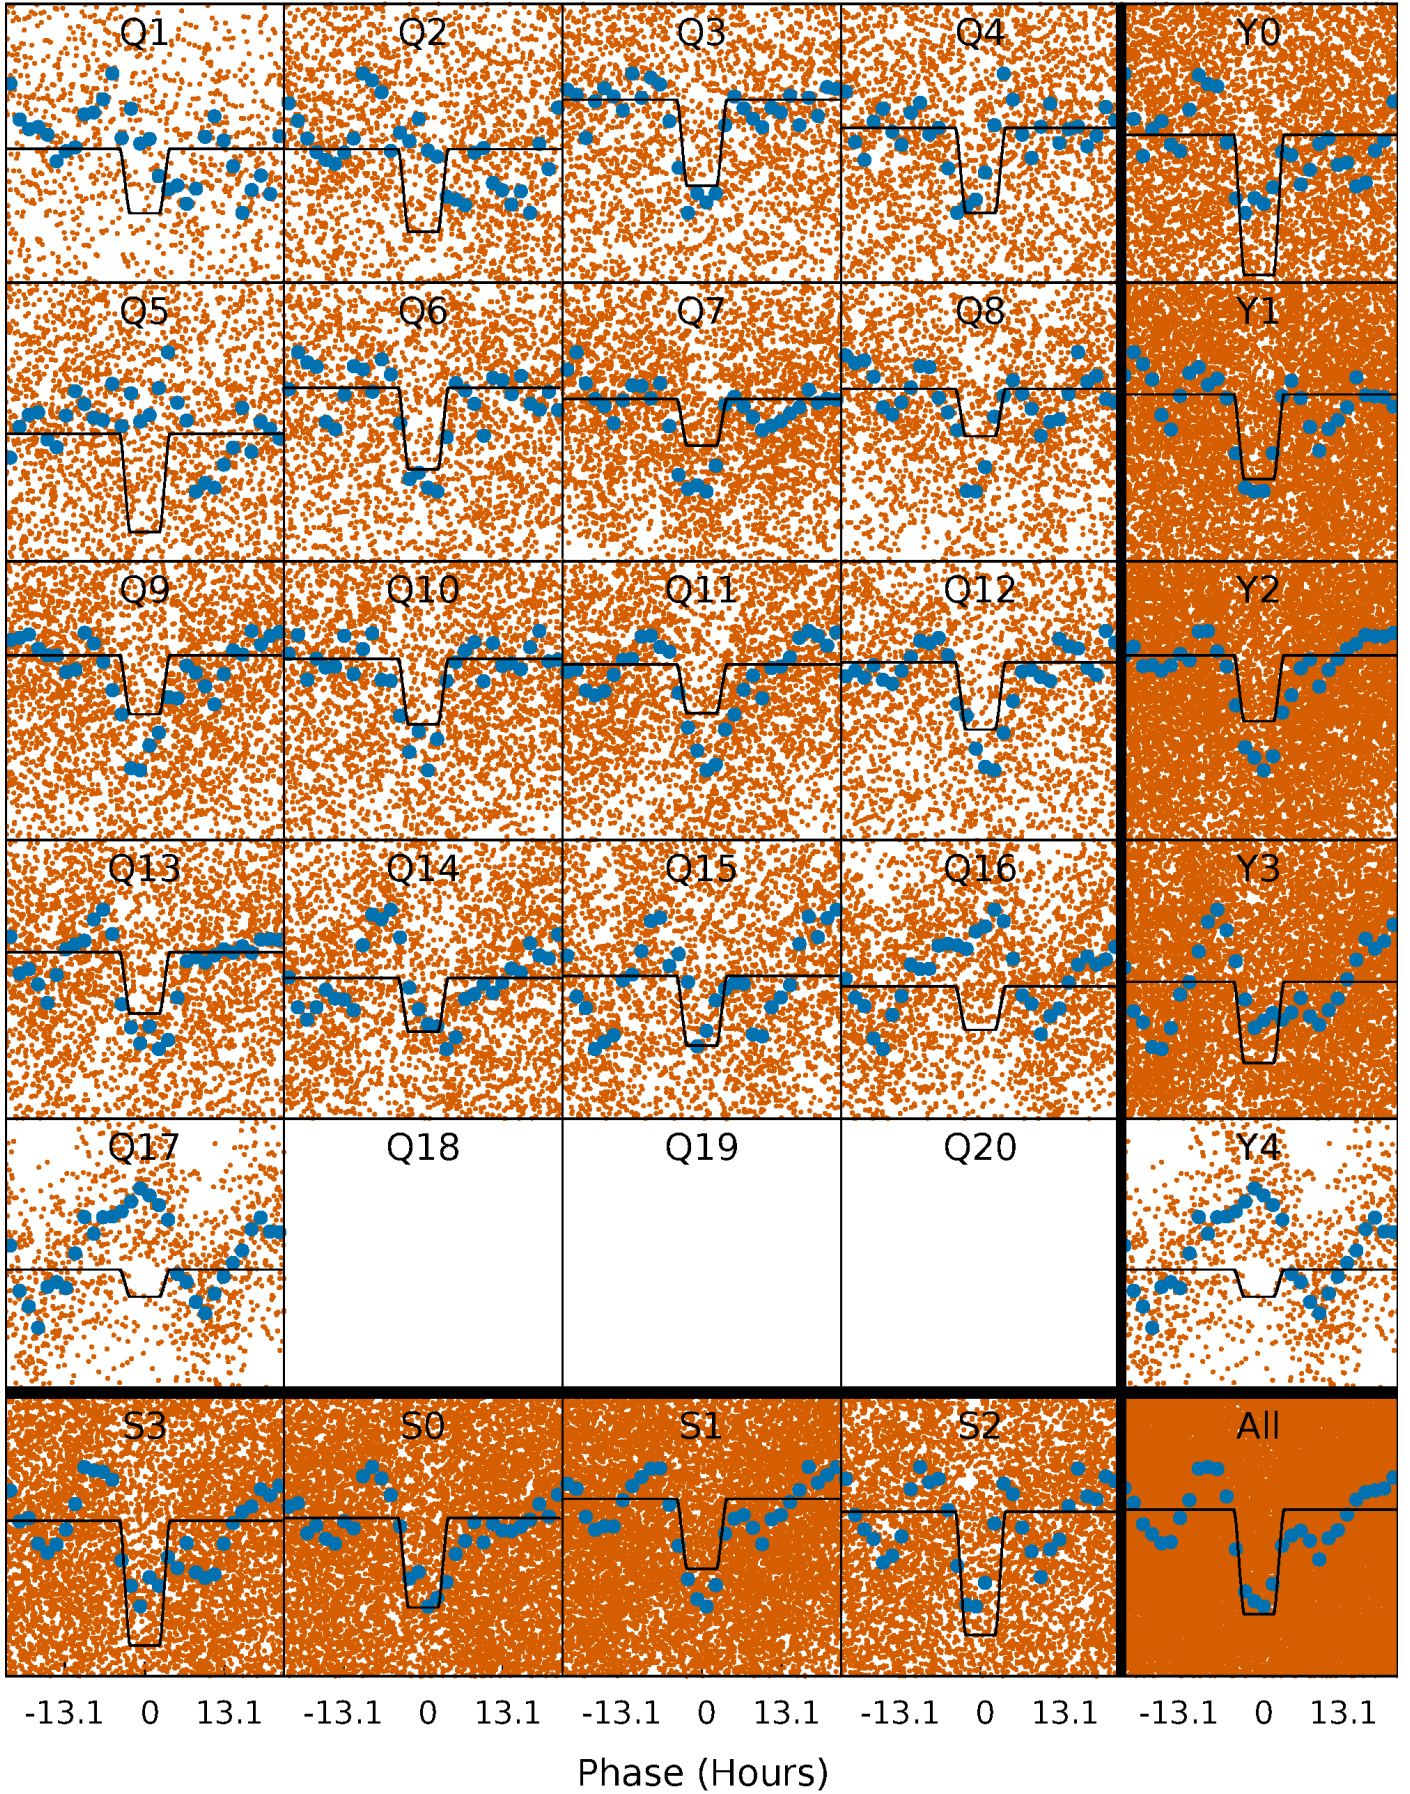 Q1 Q2 Q3 Q4 Y0
Q5 Q6 Q7 Q8 Y1
Q9 Q10 Q11 Q12 Y2
Q13 Q14 Q15 Q16 Y3
Q17 Q18 Q19 Q20 Y4
S3 S0 S1 S2 All
-13.1 0 13.1 -13.1 0 13.1 -13.1 0 13.1 -13.1 0 13.1 -13.1 0 13.1
Phase (Hours)